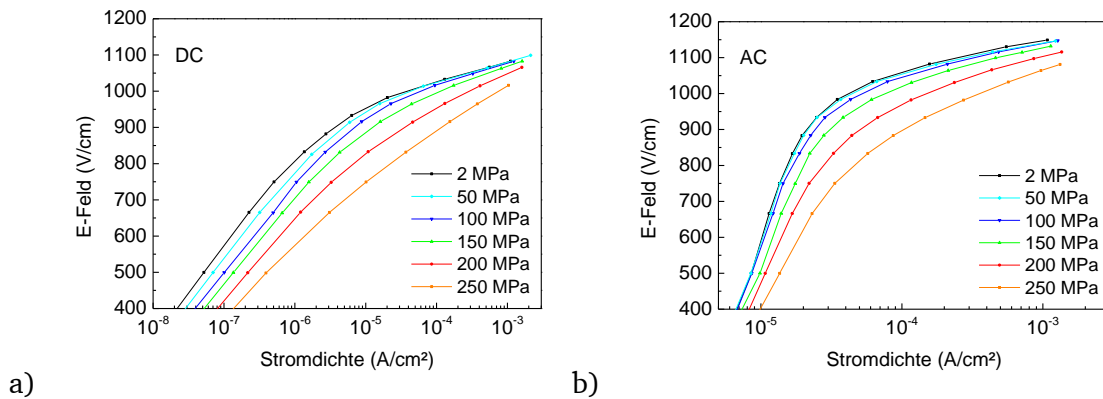 DC
E-Feld (V/cm)
1200
1100
1000
900
800
700
600
500
400
2 MPa
50 MPa
100 MPa
150 MPa
200 MPa
250 MPa
10⁻⁸ 10⁻⁷ 10⁻⁶ 10⁻⁵ 10⁻⁴ 10⁻³
Stromdichte (A/cm²)
a)
AC
E-Feld (V/cm)
1200
1100
1000
900
800
700
600
500
400
2 MPa
50 MPa
100 MPa
150 MPa
200 MPa
250 MPa
10⁻⁵ 10⁻⁴ 10⁻³
Stromdichte (A/cm²)
b)